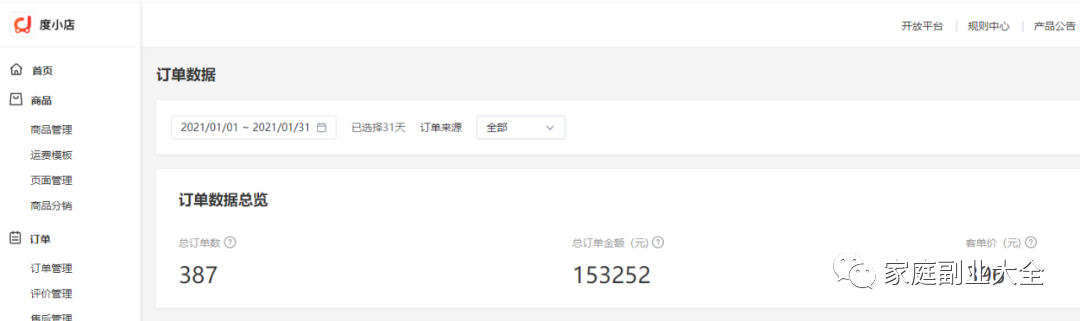 度小店
开放平台 规则中心 产品公告
首页
订单数据
商品
商品管理
2021/01/01 ~ 2021/01/31 已选择31天 订单来源 全部
运费模板
页面管理
商品分销
订单数据总览
订单
总订单数 总订单金额（元） 客单价（元）
订单管理
387 153252
家庭副业大全
评价管理
售后管理